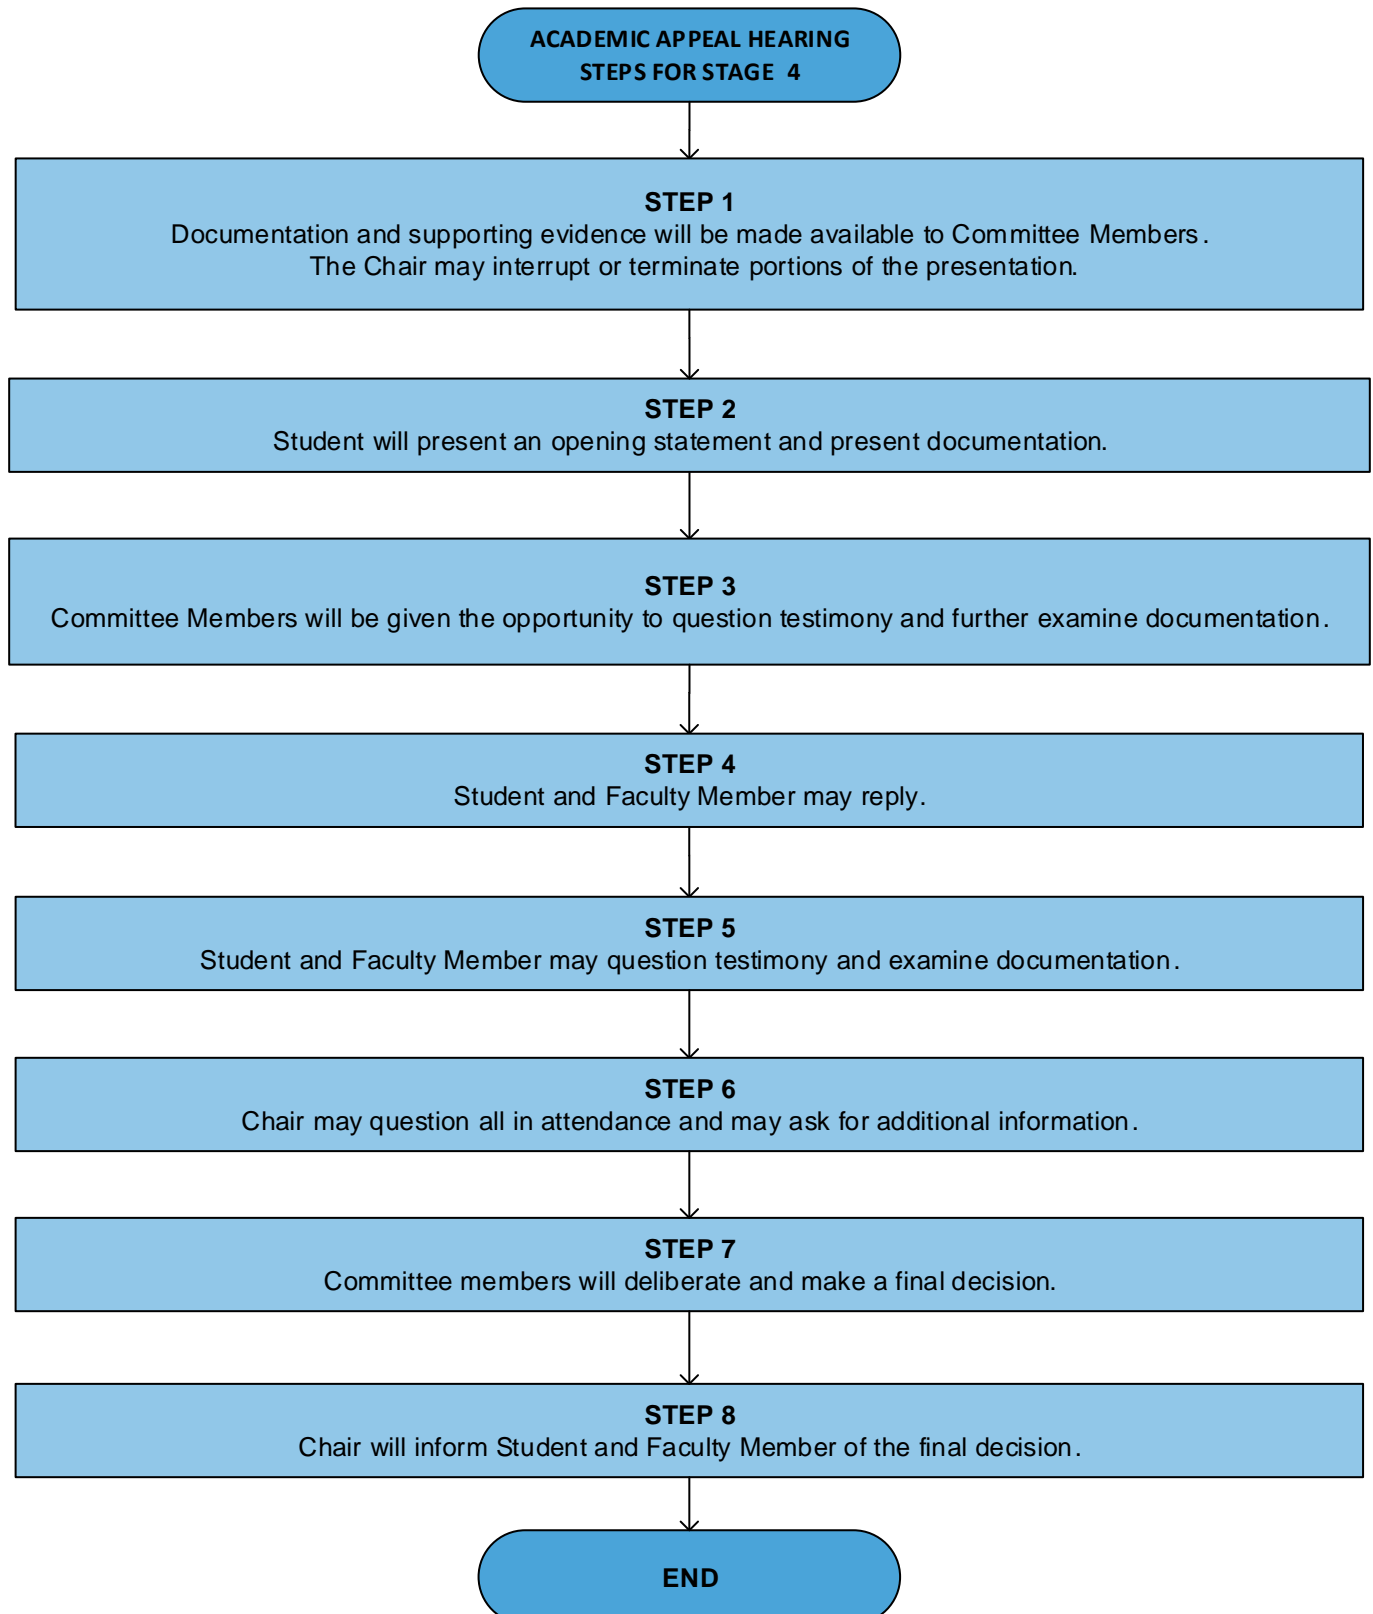 ACADEMIC APPEAL HEARING
STEPS FOR STAGE 4
STEP 1
Documentation and supporting evidence will be made available to Committee Members.
The Chair may interrupt or terminate portions of the presentation.
STEP 2
Student will present an opening statement and present documentation.
STEP 3
Committee Members will be given the opportunity to question testimony and further examine documentation.
STEP 4
Student and Faculty Member may reply.
STEP 5
Student and Faculty Member may question testimony and examine documentation.
STEP 6
Chair may question all in attendance and may ask for additional information.
STEP 7
Committee members will deliberate and make a final decision.
STEP 8
Chair will inform Student and Faculty Member of the final decision.
END